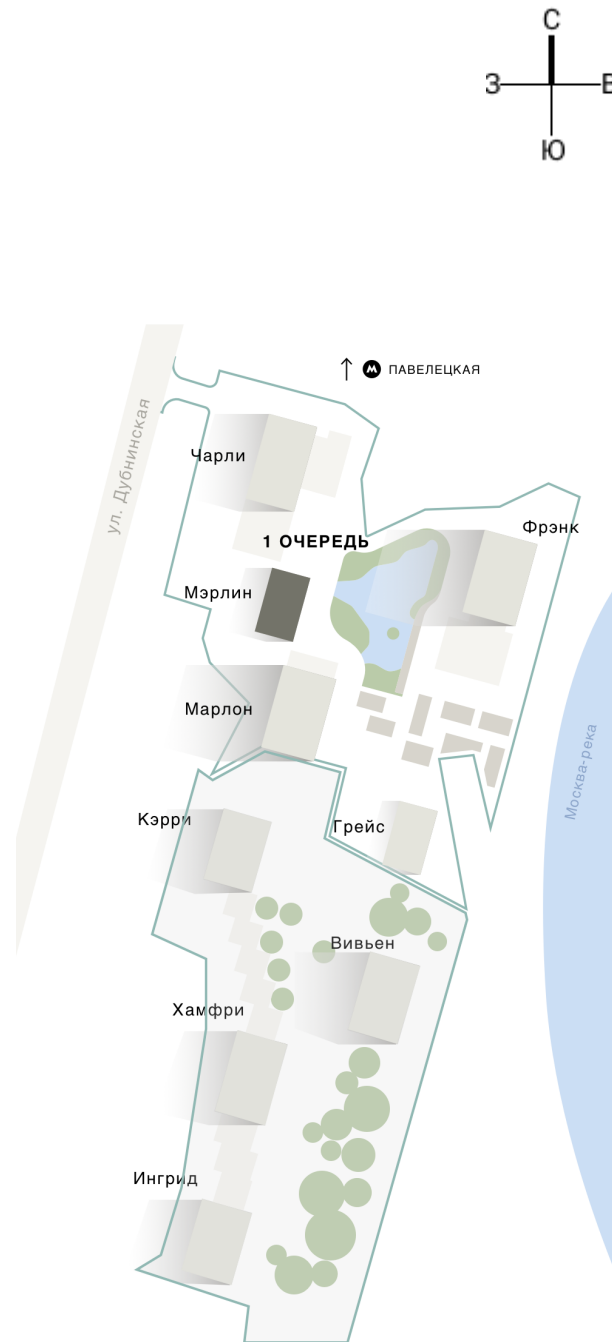 С
З
В
Ю
М ПАВЕЛЕЦКАЯ
ул. Дубнинская
Чарли
Фрэнк
1 ОЧЕРЕДЬ
Мэрлин
Марлон
Москва-река
Кэрри
Грейс
Вивьен
Хамфри
Ингрид